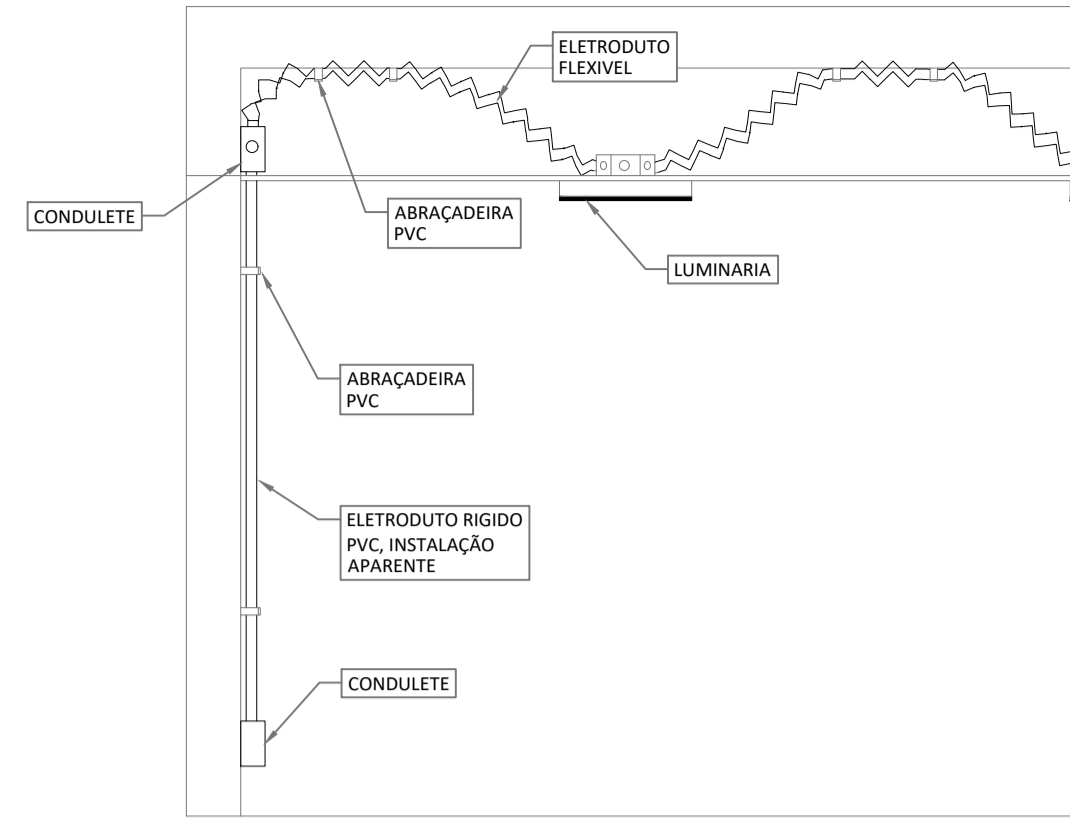 ELETRODUTO
FLEXIVEL
CONDULETE
ABRAÇADEIRA
PVC
LUMINARIA
ABRAÇADEIRA
PVC
ELETRODUTO RIGIDO
PVC, INSTALAÇÃO
APARENTE
CONDULETE